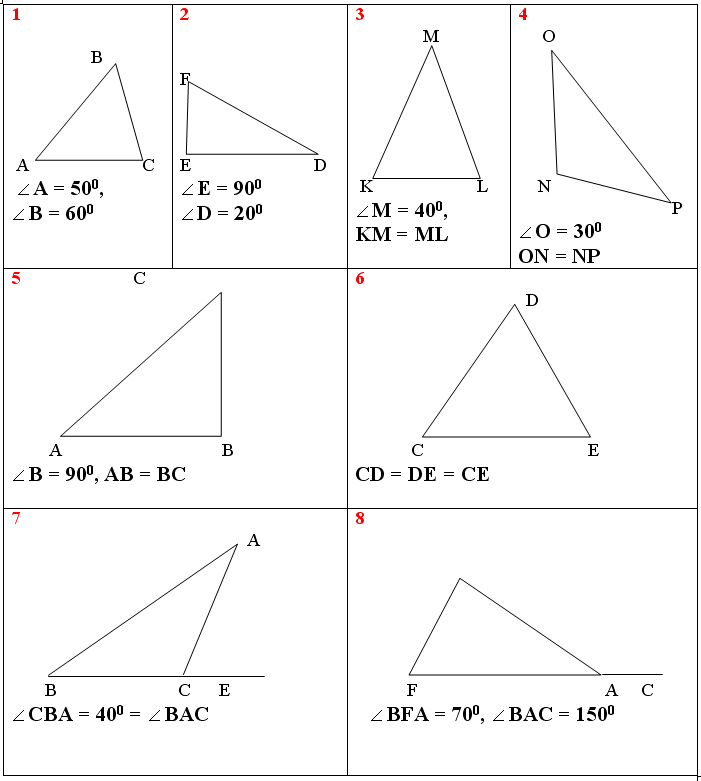 1
B
A
C
∠A = 50⁰,
∠B = 60⁰
2
F
E
D
∠E = 90⁰
∠D = 20⁰
3
M
K
L
∠M = 40⁰,
KM = ML
4
O
N
P
∠O = 30⁰
ON = NP
5
C
A
B
∠B = 90⁰, AB = BC
6
D
C
E
CD = DE = CE
7
A
B C E
∠CBA = 40⁰ = ∠BAC
8
F A C
∠BFA = 70⁰, ∠BAC = 150⁰